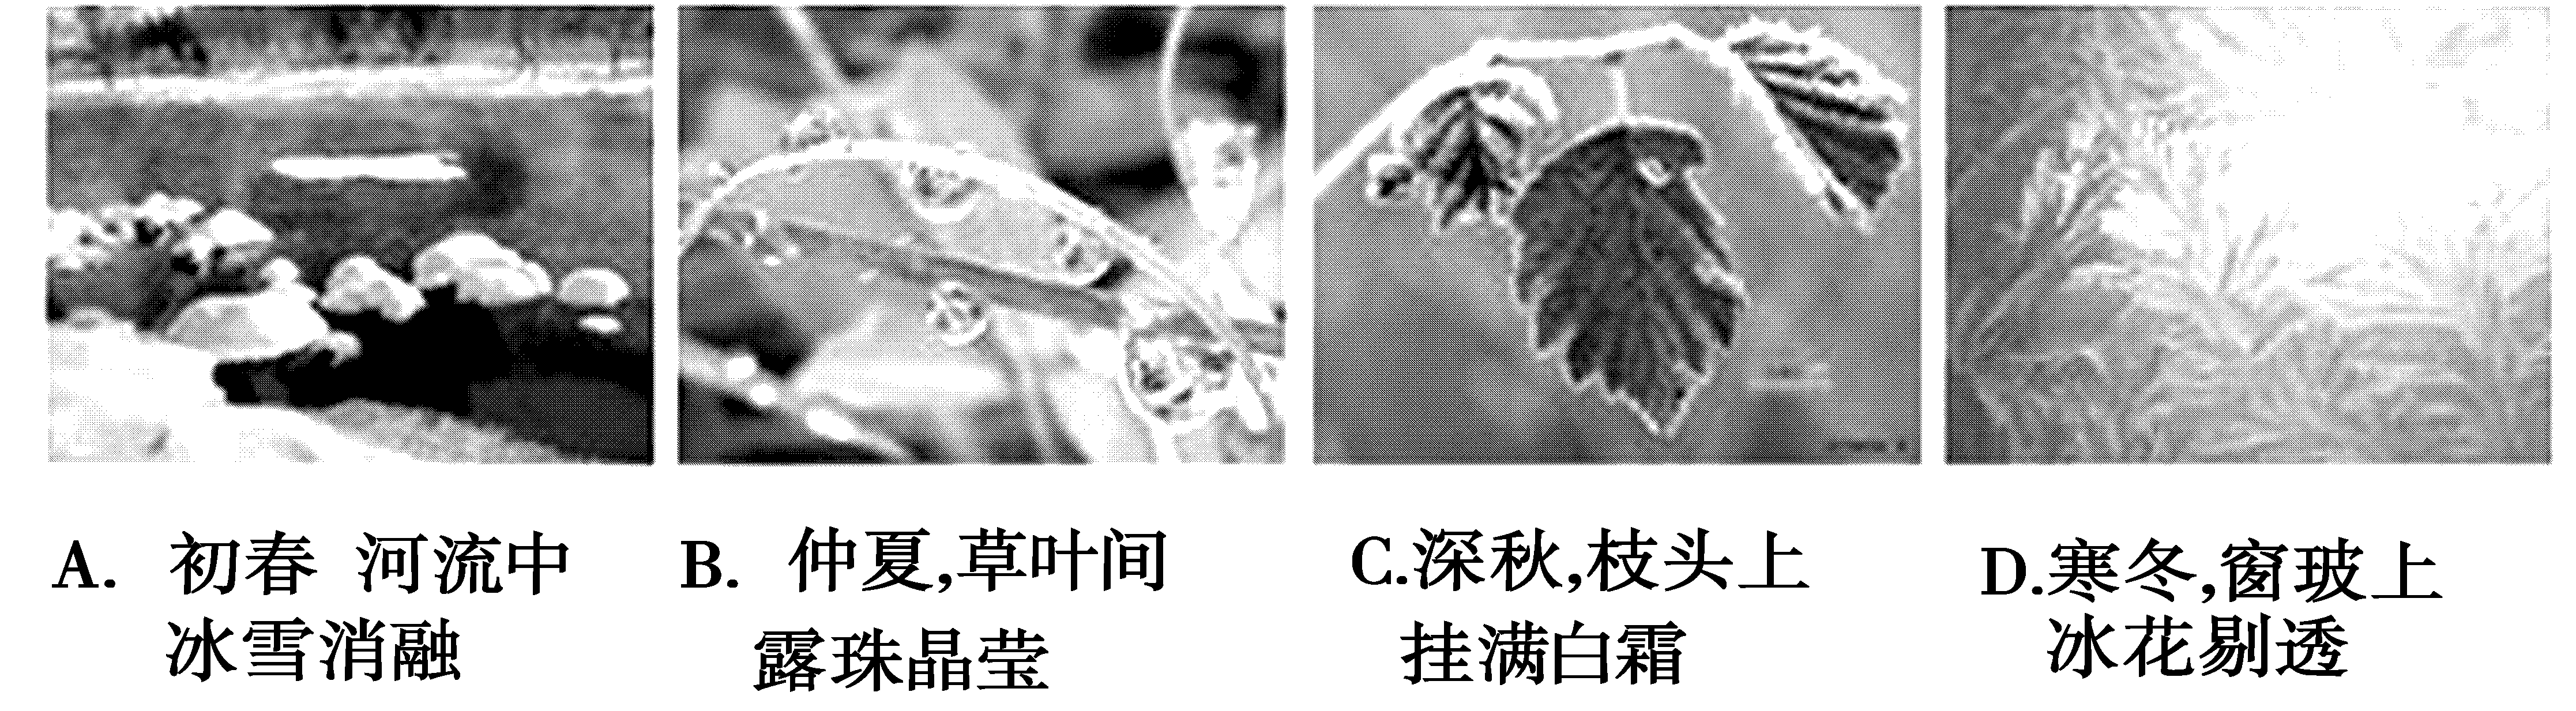 A. 初春 河流中
冰雪消融
B. 仲夏,草叶间
露珠晶莹
C.深秋,枝头上
挂满白霜
D.寒冬,窗玻上
冰花剔透